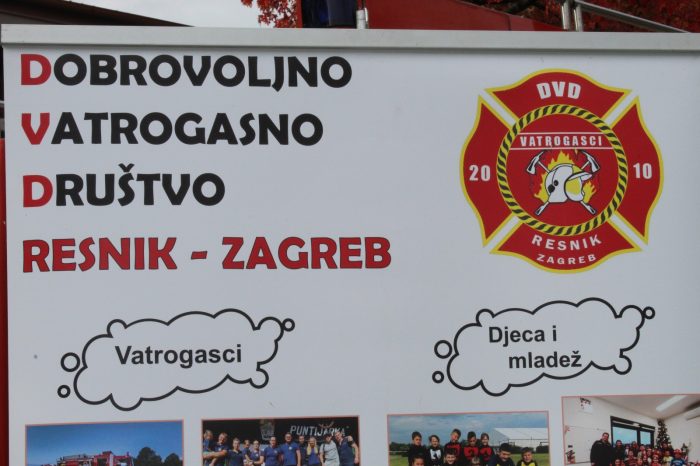 DOBROVOLJNO
VATROGASNO
DRUŠTVO
RESNIK - ZAGREB
DVD
VATROGASCI
20 10
RESNIK
ZAGREB
Vatrogasci
Djeca i
mladež
PUNTIJARKA